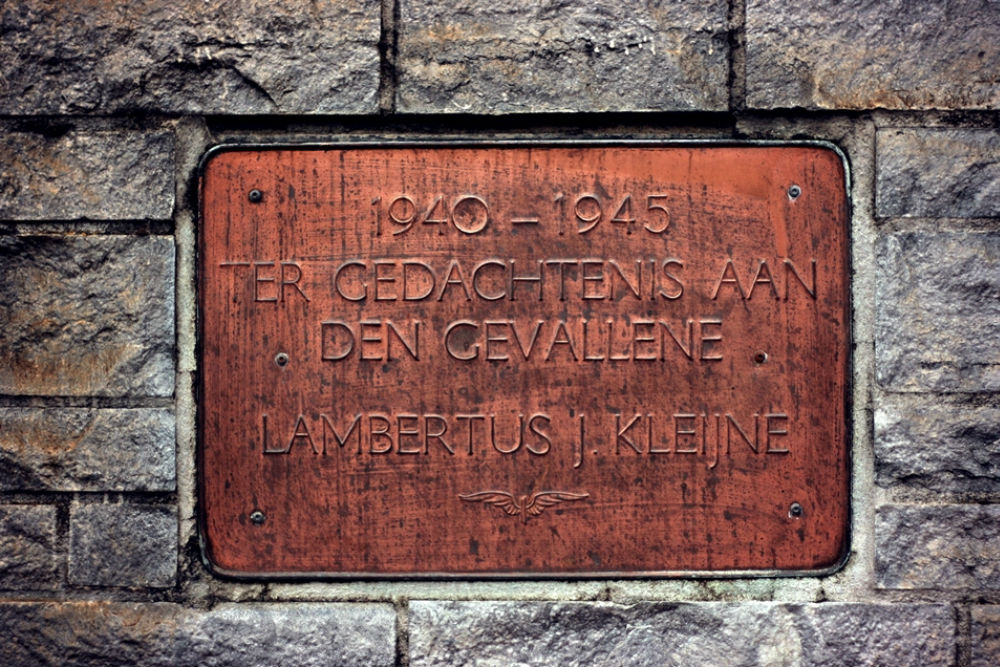 1940 – 1945
TER GEDACHTENIS AAN
DEN GEVALLENE
LAMBERTUS J. KLEIJNE